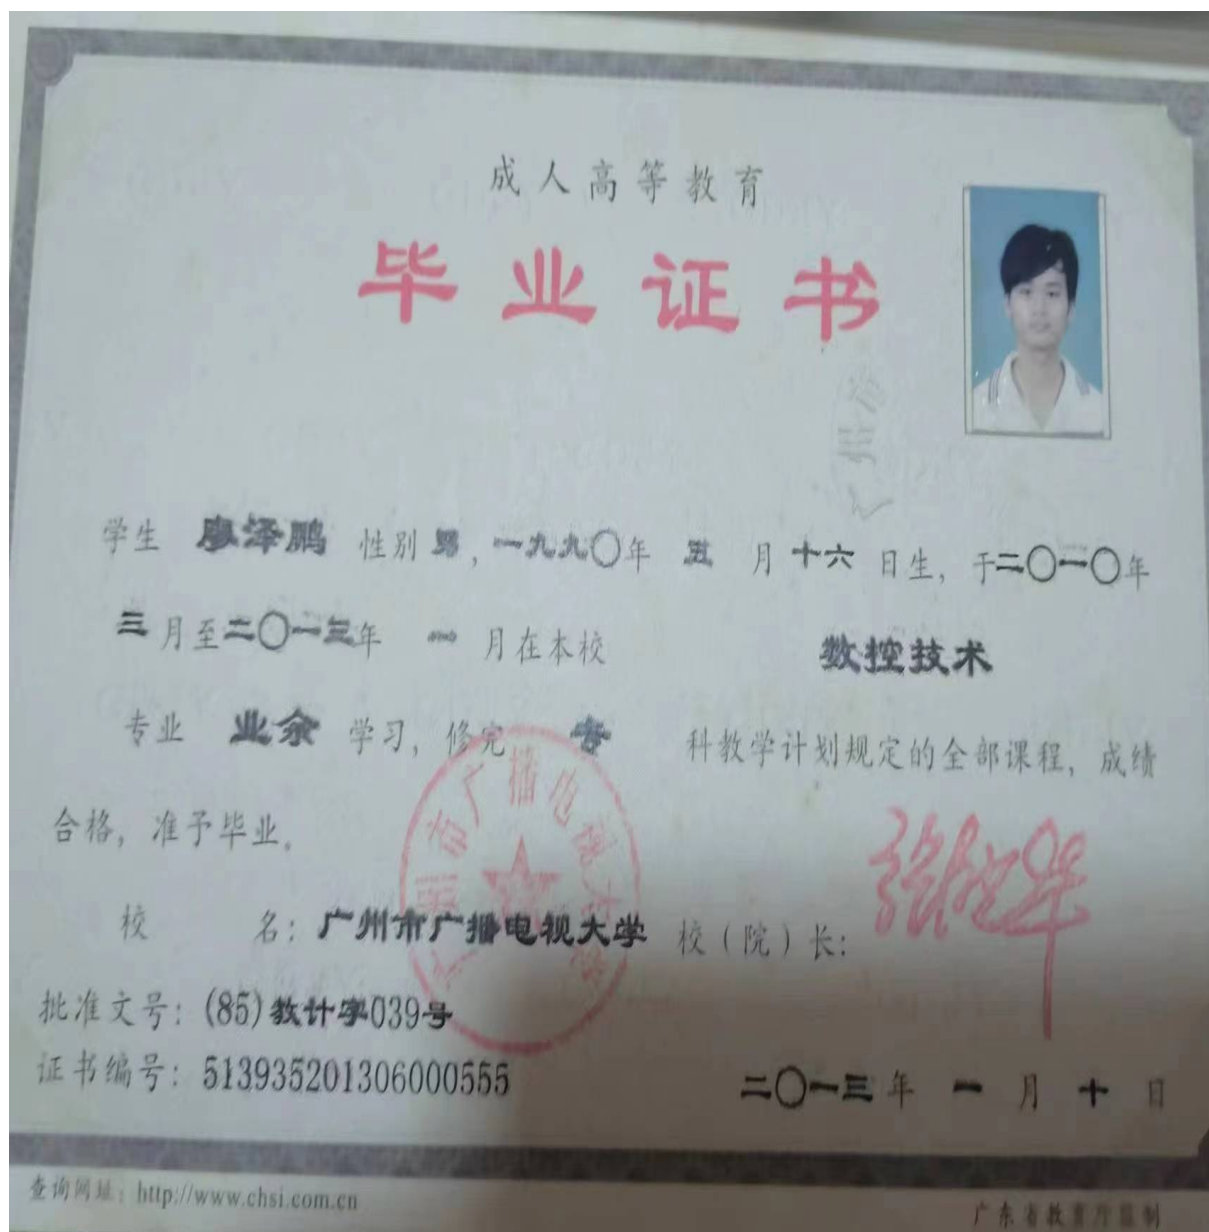 成人高等教育
毕业证书
学生 廖泽鹏 性别 男，一九九〇年 五 月 十六 日生，于二〇一〇年
三月至二〇一三年 一 月在本校 数控技术
专业 业余 学习，修完 专 科教学计划规定的全部课程，成绩
合格，准予毕业。
校 名：广州市广播电视大学 校（院）长：
批准文号：(85)教计字039号
证书编号：513935201306000555
二〇一三年 一 月 十 日
查询网址：http://www.chsi.com.cn
广东省教育厅监制